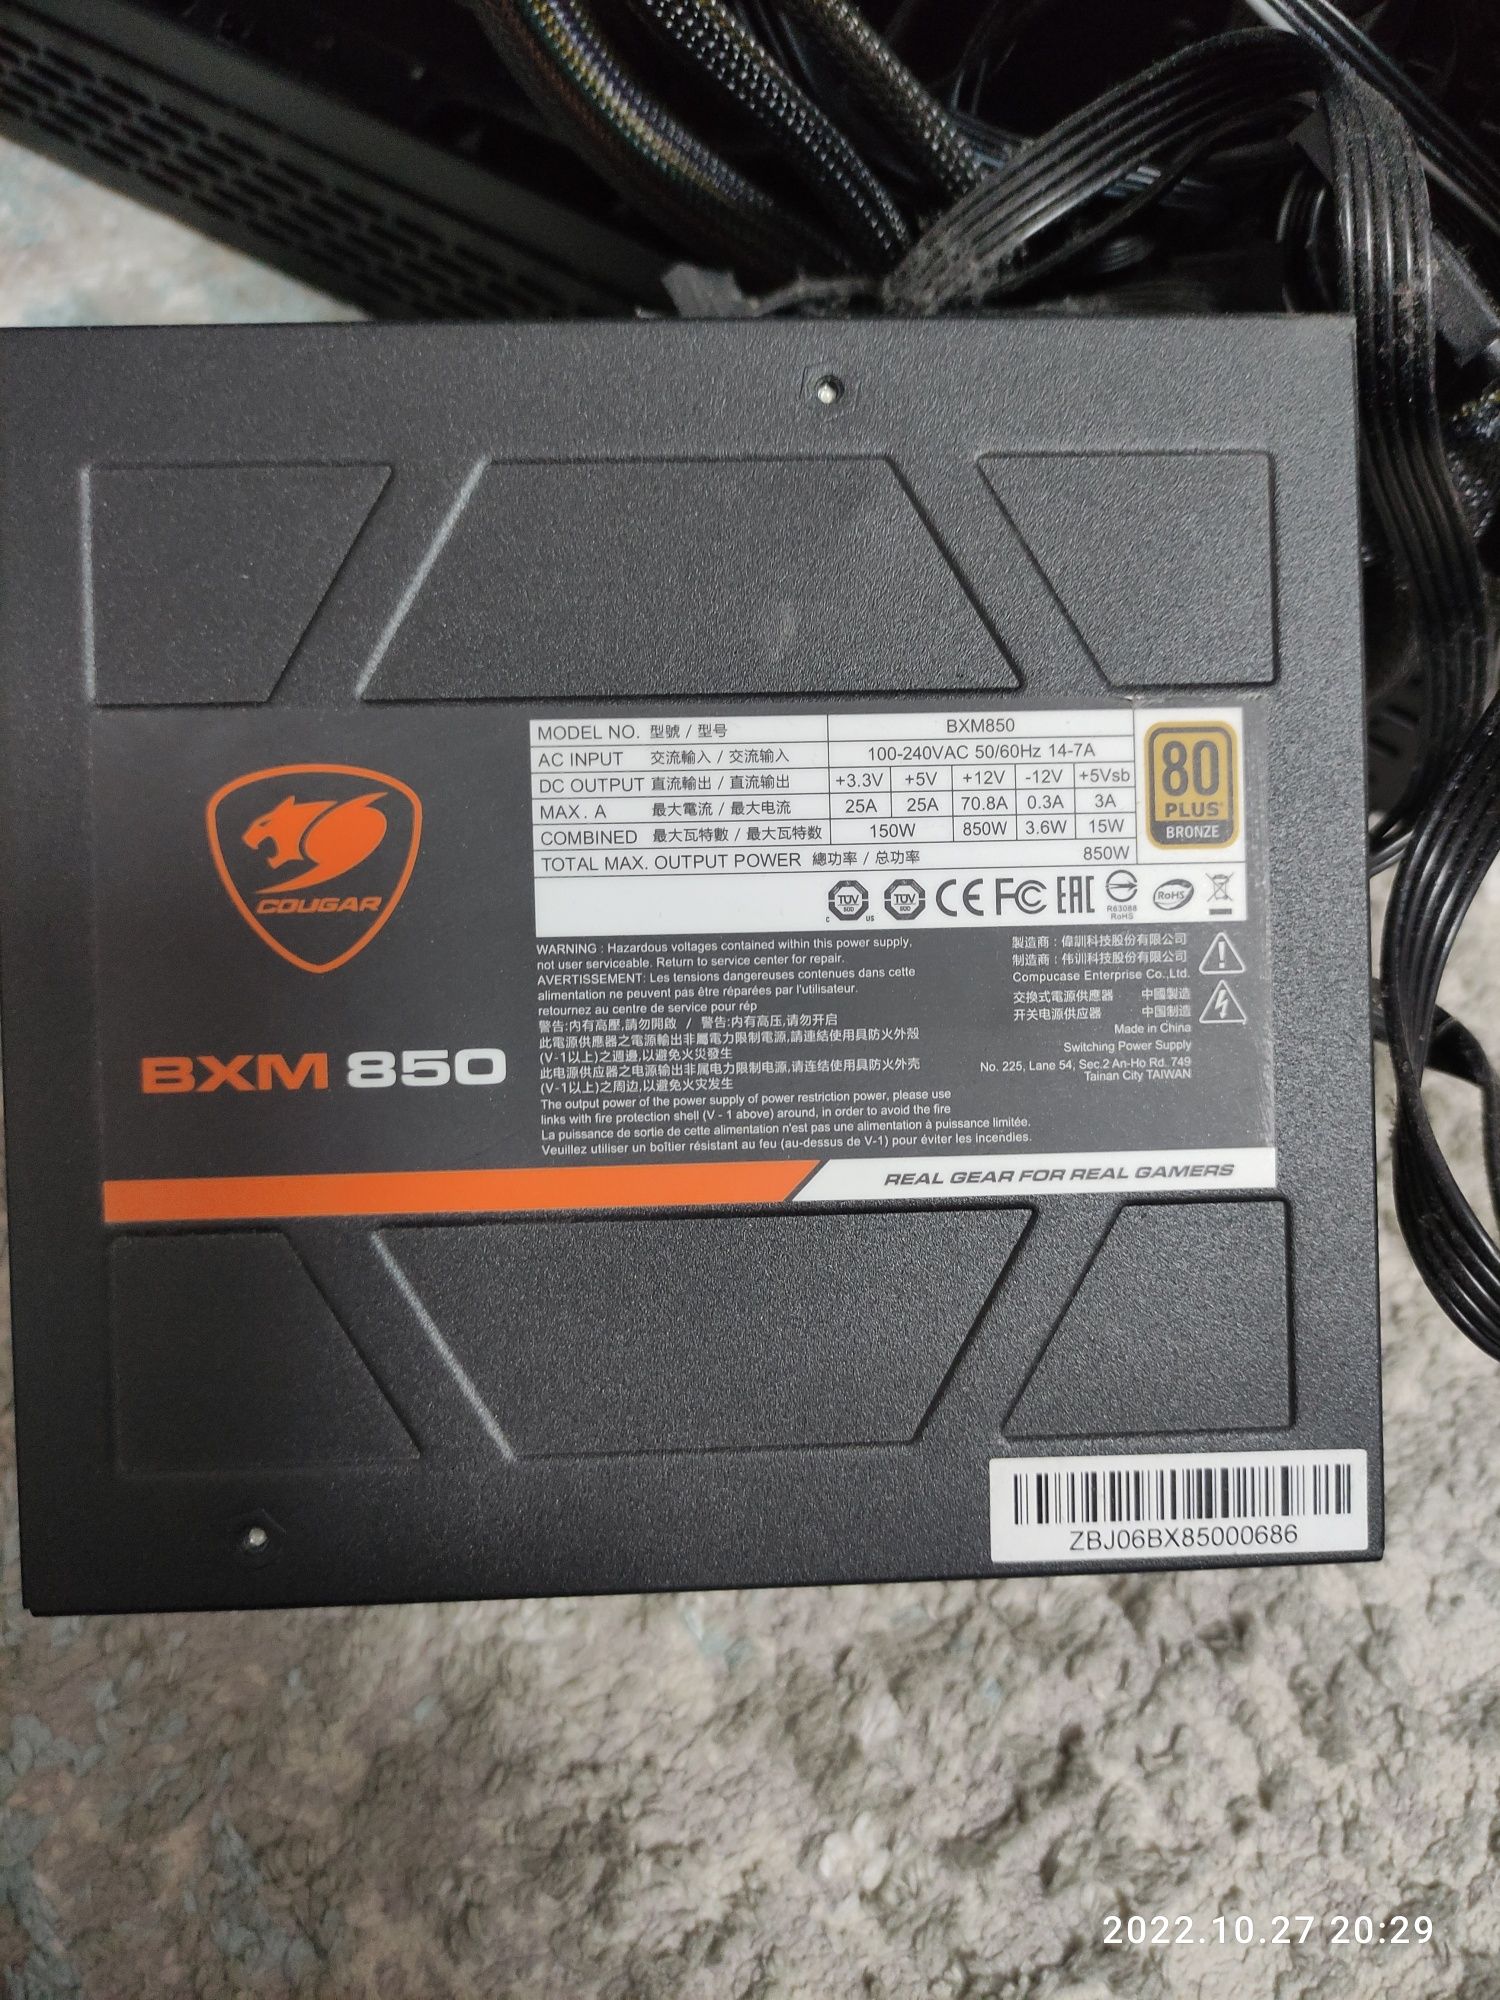 MODEL NO. 型號 / 型号 BXM850
AC INPUT 交流輸入 / 交流输入 100-240VAC 50/60Hz 14-7A
DC OUTPUT 直流輸出 / 直流输出 +3.3V +5V +12V -12V +5Vsb
MAX. A 最大電流 / 最大电流 25A 25A 70.8A 0.3A 3A
COMBINED 最大瓦特數 / 最大瓦特数 150W 850W 3.6W 15W
TOTAL MAX. OUTPUT POWER 總功率 / 总功率 850W
80
PLUS
BRONZE
COUGAR
BXM 850
TÜV
SÜD
C US
TÜV
SÜD
CE FC EAC
R63088
RoHS
RoHS
WARNING : Hazardous voltages contained within this power supply,
not user serviceable. Return to service center for repair.
AVERTISSEMENT: Les tensions dangereuses contenues dans cette
alimentation ne peuvent pas être réparées par l'utilisateur.
retournez au centre de service pour rép
警告:内有高壓,請勿開啟 / 警告:内有高压,请勿开启
此電源供應器之電源輸出非屬電力限制電源,請連結使用具防火外殼
(V-1以上)之週邊,以避免火災發生
此电源供应器之电源输出非属电力限制电源,请连结使用具防火外壳
(V-1以上)之周边,以避免火灾发生
The output power of the power supply of power restriction power, please use
links with fire protection shell (V - 1 above) around, in order to avoid the fire
La puissance de sortie de cette alimentation n'est pas une alimentation à puissance limitée.
Veuillez utiliser un boîtier résistant au feu (au-dessus de V-1) pour éviter les incendies.
製造商 : 偉訓科技股份有限公司
制造商 : 伟训科技股份有限公司
Compucase Enterprise Co.,Ltd.
交換式電源供應器 中國製造
开关电源供应器 中国制造
Made in China
Switching Power Supply
No. 225, Lane 54, Sec.2 An-Ho Rd. 749
Tainan City TAIWAN
REAL GEAR FOR REAL GAMERS
ZBJ06BX85000686
2022.10.27 20:29